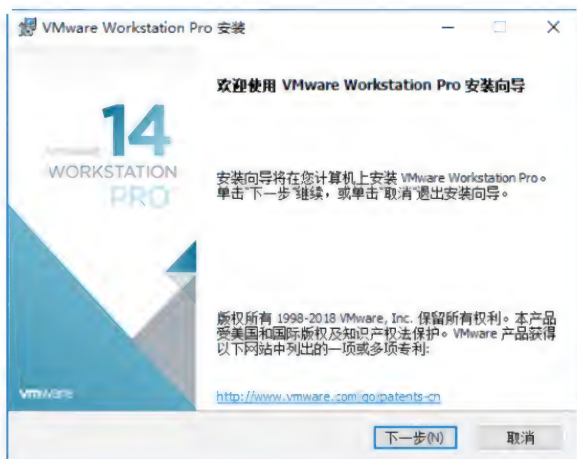 VMware Workstation Pro 安装
欢迎使用 VMware Workstation Pro 安装向导
14
WORKSTATION
PRO
安装向导将在您计算机上安装 VMware Workstation Pro。
单击"下一步"继续，或单击"取消"退出安装向导。
版权所有 1998-2018 VMware, Inc. 保留所有权利。本产品
受美国和国际版权及知识产权法保护。VMware 产品获得
以下网站中列出的一项或多项专利:
http://www.vmware.com/go/patents-cn
vmware
下一步(N)
取消